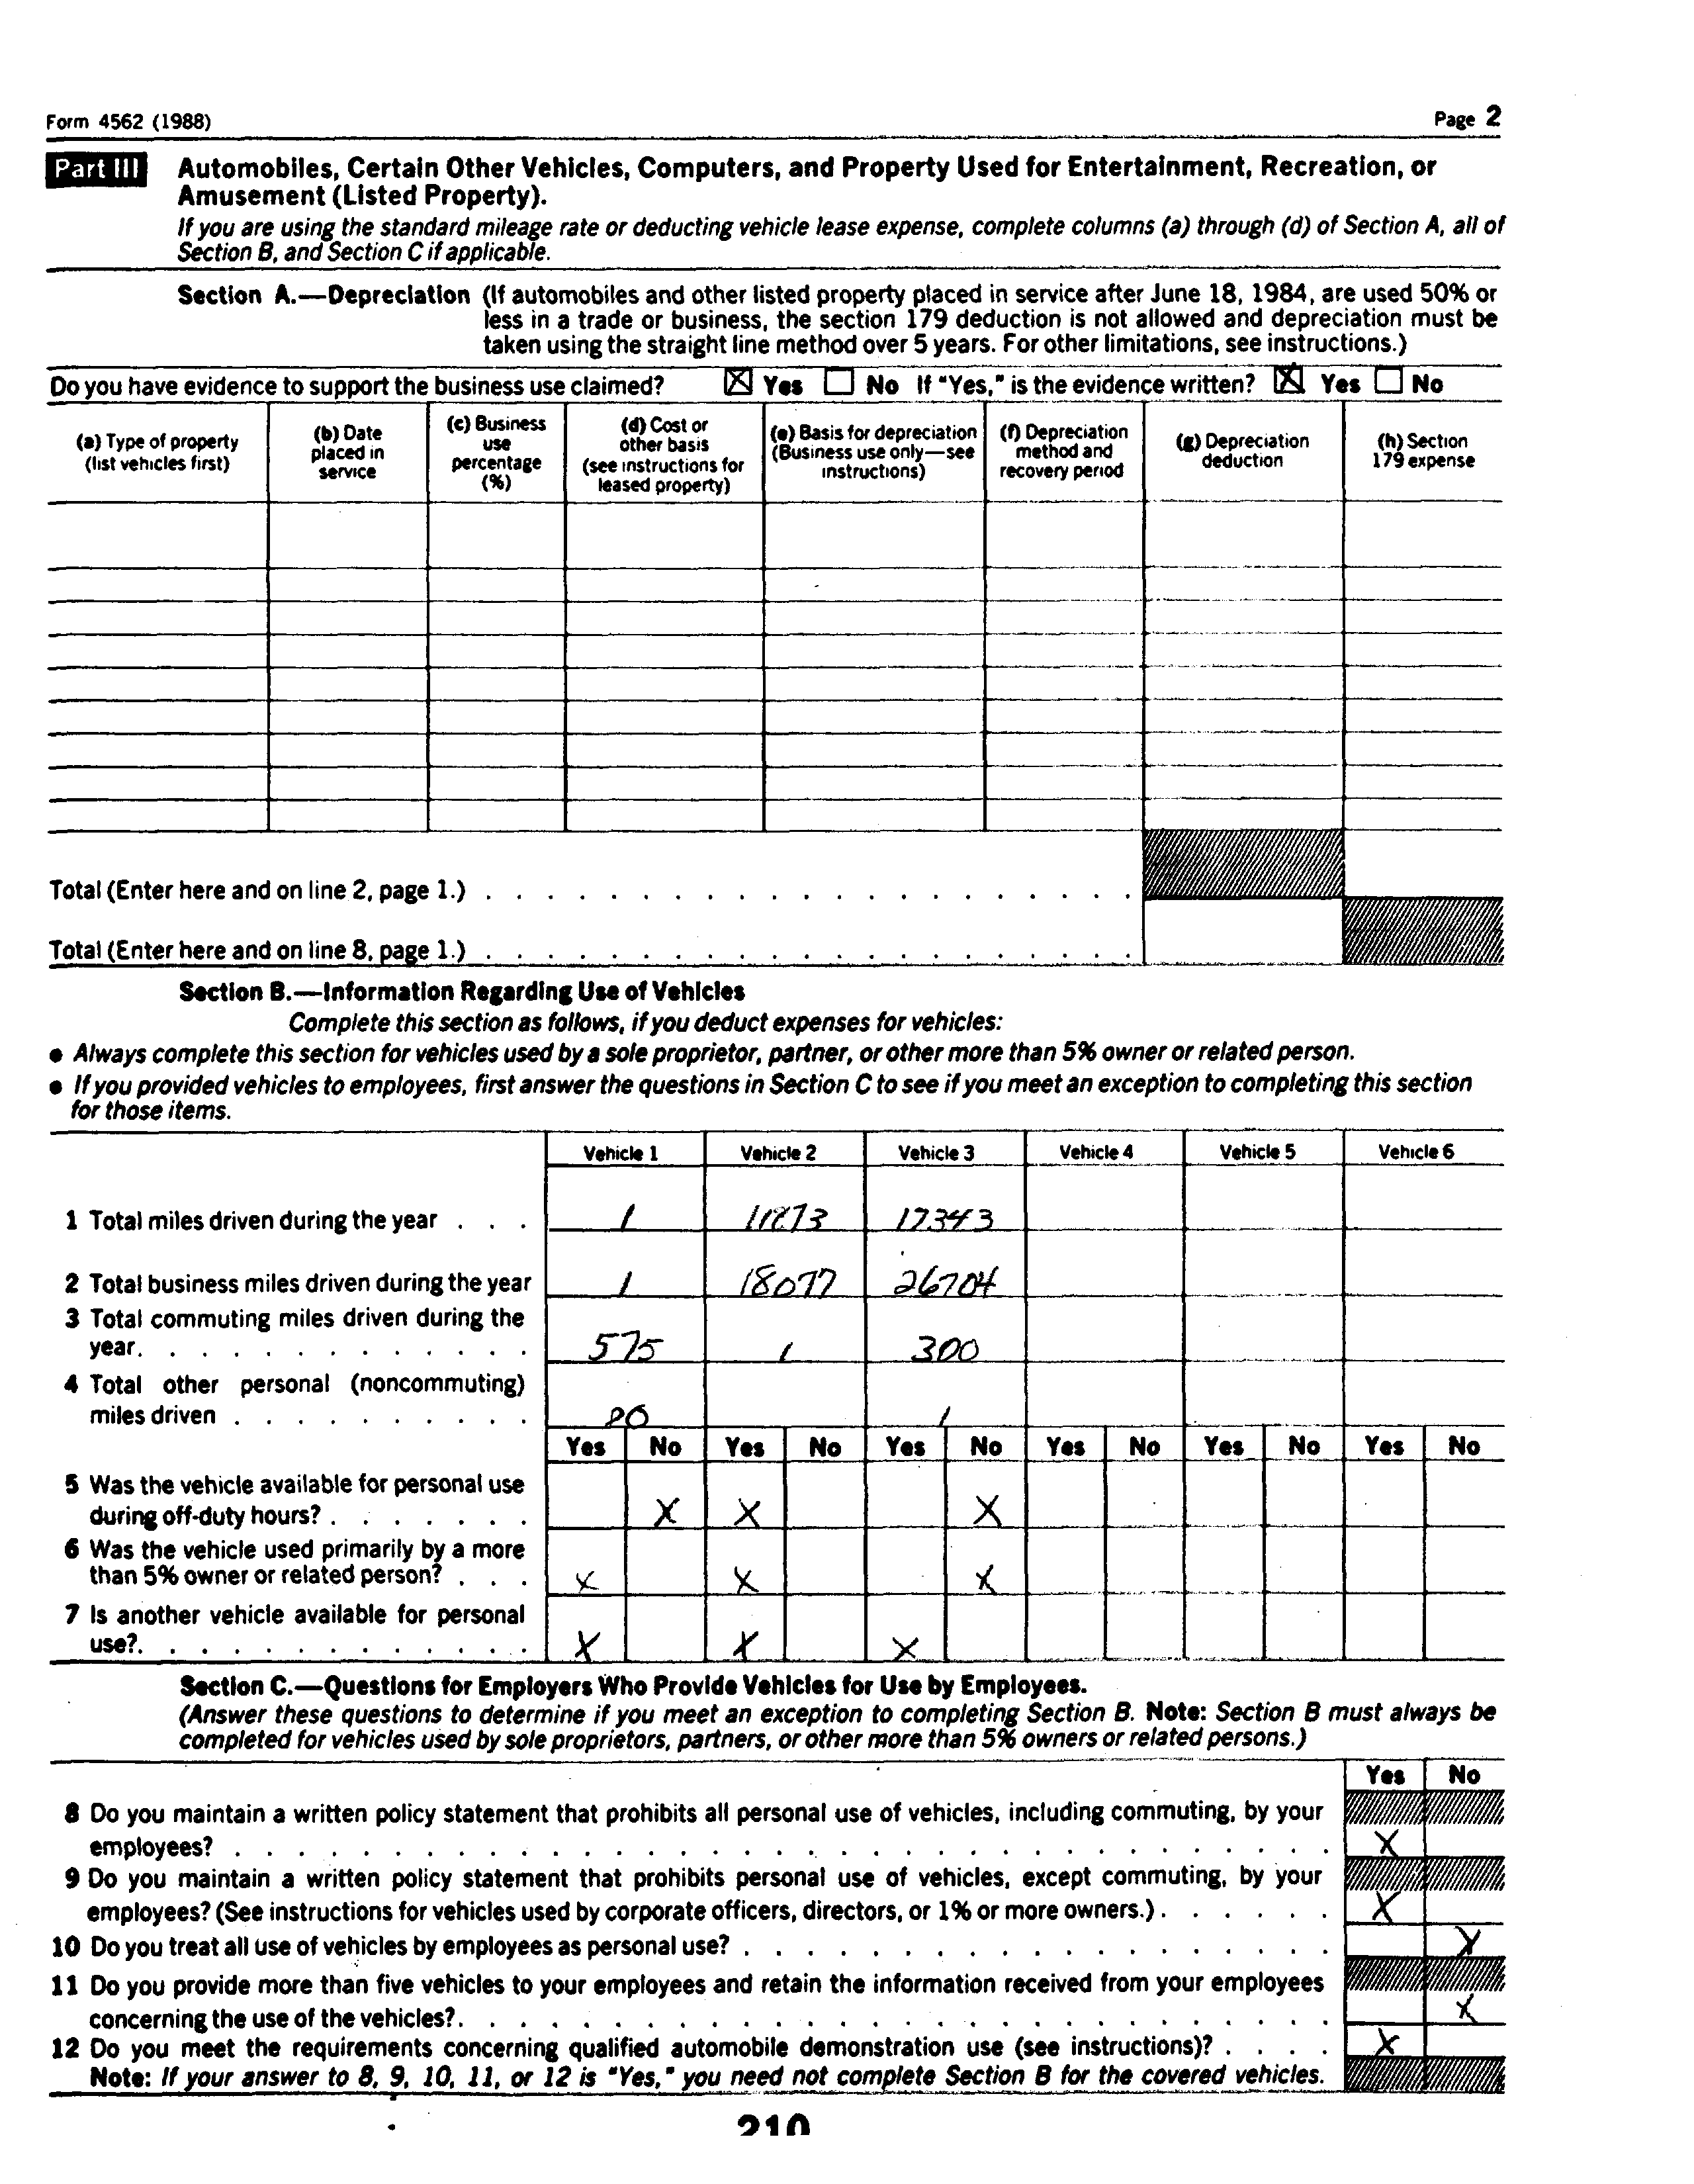 Form 4562 (1988) Page 2
Part III Automobiles, Certain Other Vehicles, Computers, and Property Used for Entertainment, Recreation, or
Amusement (Listed Property).
If you are using the standard mileage rate or deducting vehicle lease expense, complete columns (a) through (d) of Section A, all of
Section B, and Section C if applicable.
Section A.—Depreciation (If automobiles and other listed property placed in service after June 18, 1984, are used 50% or
less in a trade or business, the section 179 deduction is not allowed and depreciation must be
taken using the straight line method over 5 years. For other limitations, see instructions.)
Do you have evidence to support the business use claimed? ☒ Yes ☐ No If "Yes," is the evidence written? ☒ Yes ☐ No
(a) Type of property
(list vehicles first)
(b) Date
placed in
service
(c) Business
use
percentage
(%)
(d) Cost or
other basis
(see instructions for
leased property)
(e) Basis for depreciation
(Business use only—see
instructions)
(f) Depreciation
method and
recovery period
(g) Depreciation
deduction
(h) Section
179 expense
Total (Enter here and on line 2, page 1.) . . . . . . . . . . . . . . . . . . . . .
Total (Enter here and on line 8, page 1.) . . . . . . . . . . . . . . . . . . . . .
Section B.—Information Regarding Use of Vehicles
Complete this section as follows, if you deduct expenses for vehicles:
● Always complete this section for vehicles used by a sole proprietor, partner, or other more than 5% owner or related person.
● If you provided vehicles to employees, first answer the questions in Section C to see if you meet an exception to completing this section
for those items.
Vehicle 1 Vehicle 2 Vehicle 3 Vehicle 4 Vehicle 5 Vehicle 6
1 Total miles driven during the year . . . 1 17343
2 Total business miles driven during the year 1 18077 26704
3 Total commuting miles driven during the
year. . . . . . . . . . . . . 575 1 300
4 Total other personal (noncommuting)
miles driven . . . . . . . . . . 1
Yes No Yes No Yes No Yes No Yes No Yes No
5 Was the vehicle available for personal use
during off-duty hours? . . . . . . . X X X
6 Was the vehicle used primarily by a more
than 5% owner or related person? . . . X X X
7 Is another vehicle available for personal
use?. . . . . . . . . . . . . X X X
Section C.—Questions for Employers Who Provide Vehicles for Use by Employees.
(Answer these questions to determine if you meet an exception to completing Section B. Note: Section B must always be
completed for vehicles used by sole proprietors, partners, or other more than 5% owners or related persons.)
Yes No
8 Do you maintain a written policy statement that prohibits all personal use of vehicles, including commuting, by your
employees? . . . . . . . . . . . . . . . . . . . . . . . . . . . . . . . . . . . X
9 Do you maintain a written policy statement that prohibits personal use of vehicles, except commuting, by your
employees? (See instructions for vehicles used by corporate officers, directors, or 1% or more owners.) . . . . . . X
10 Do you treat all use of vehicles by employees as personal use? . . . . . . . . . . . . . . . . . . . X
11 Do you provide more than five vehicles to your employees and retain the information received from your employees
concerning the use of the vehicles?. . . . . . . . . . . . . . . . . . . . . . . . . . . . X
12 Do you meet the requirements concerning qualified automobile demonstration use (see instructions)? . . . . X
Note: If your answer to 8, 9, 10, 11, or 12 is "Yes," you need not complete Section B for the covered vehicles.
210